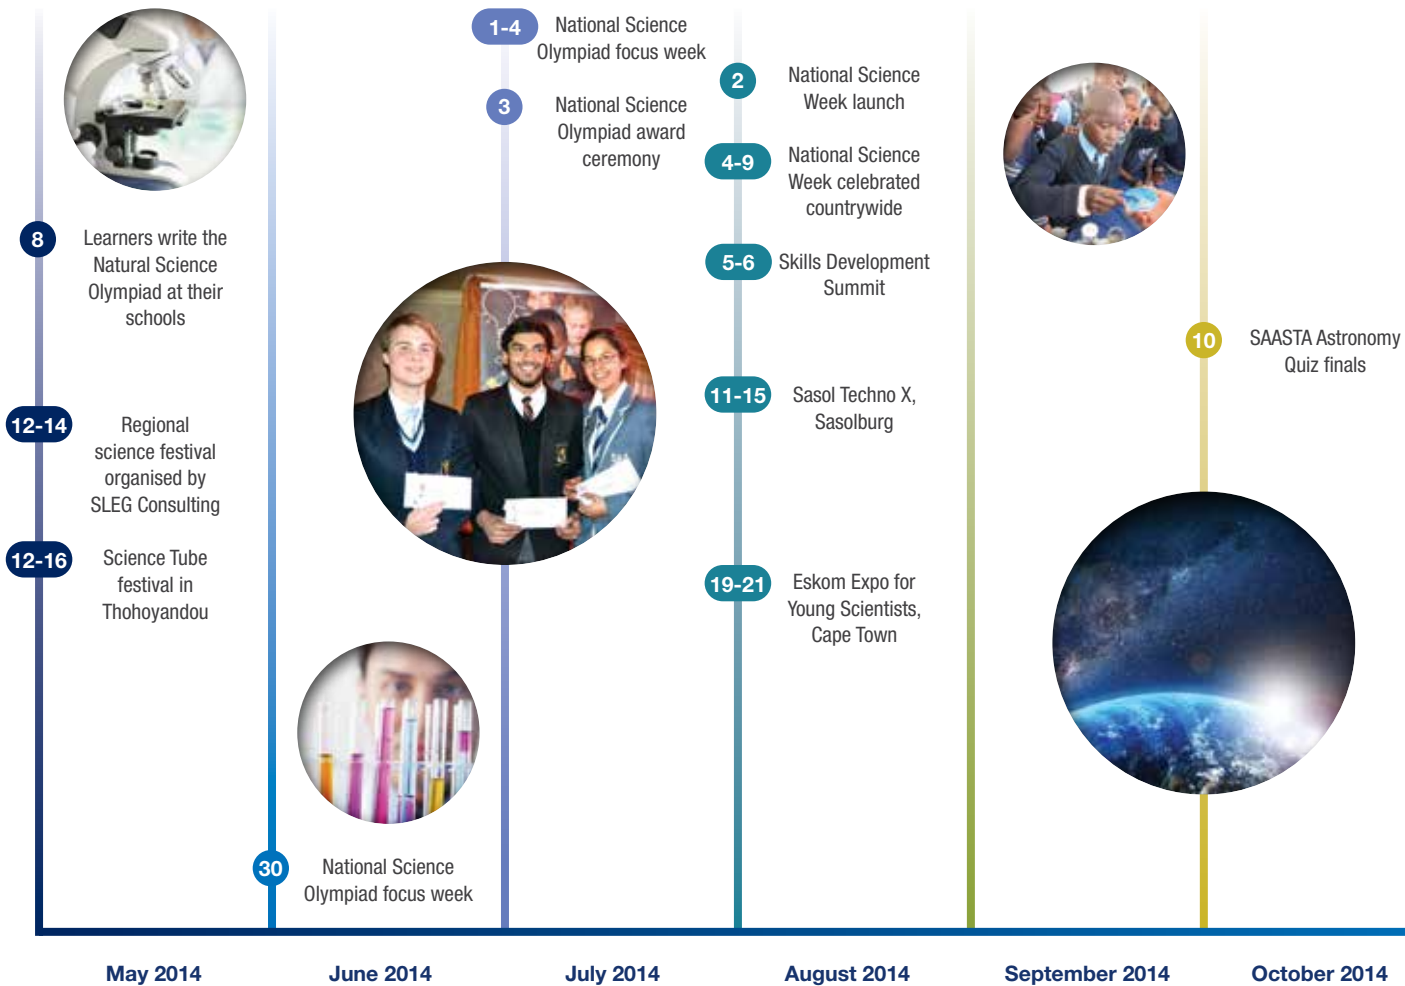 8
Learners write the
Natural Science
Olympiad at their
schools
12-14
Regional
science festival
organised by
SLEG Consulting
12-16
Science Tube
festival in
Thohoyandou
30
National Science
Olympiad focus week
1-4
National Science
Olympiad focus week
3
National Science
Olympiad award
ceremony
2
National Science
Week launch
4-9
National Science
Week celebrated
countrywide
5-6
Skills Development
Summit
11-15
Sasol Techno X,
Sasolburg
19-21
Eskom Expo for
Young Scientists,
Cape Town
10
SAASTA Astronomy
Quiz finals
May 2014
June 2014
July 2014
August 2014
September 2014
October 2014